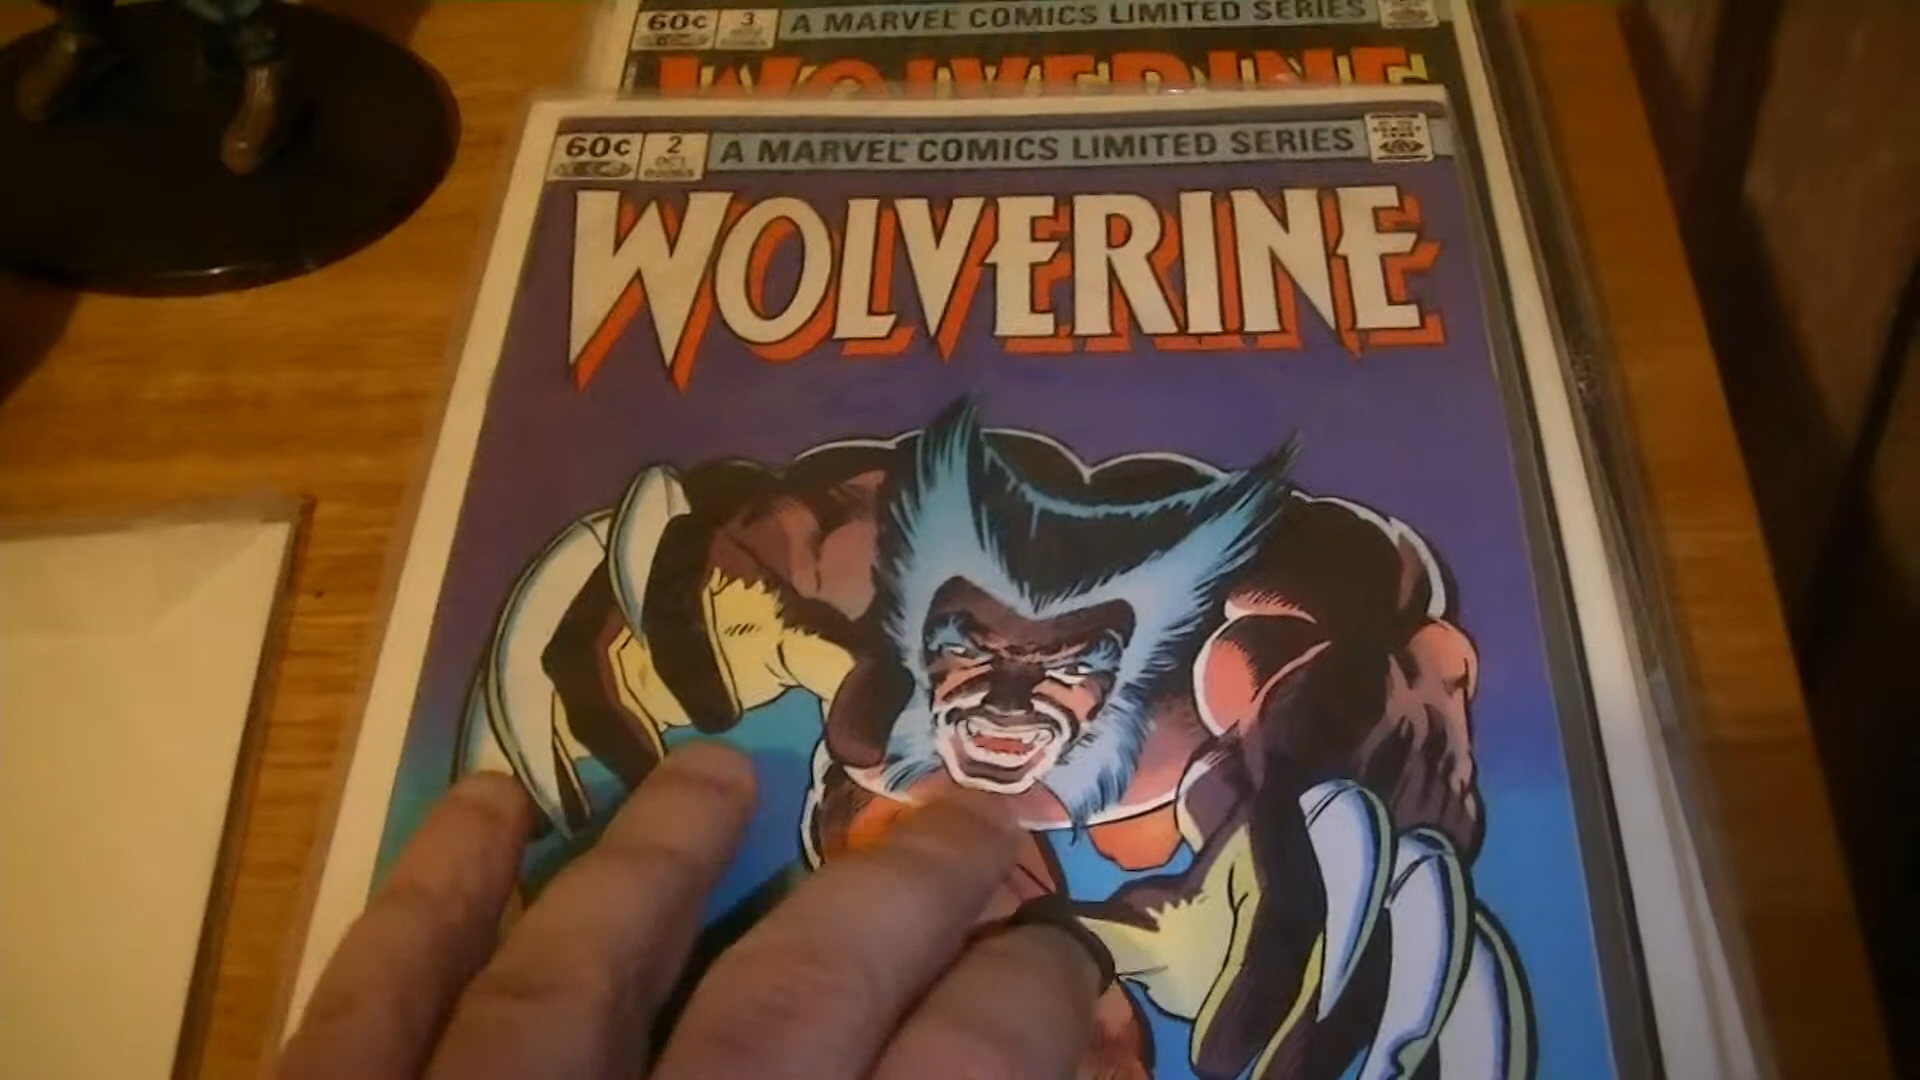 60¢ 3 A MARVEL COMICS LIMITED SERIES
WOLVERINE
60¢ 2 A MARVEL COMICS LIMITED SERIES
OCT
WOLVERINE